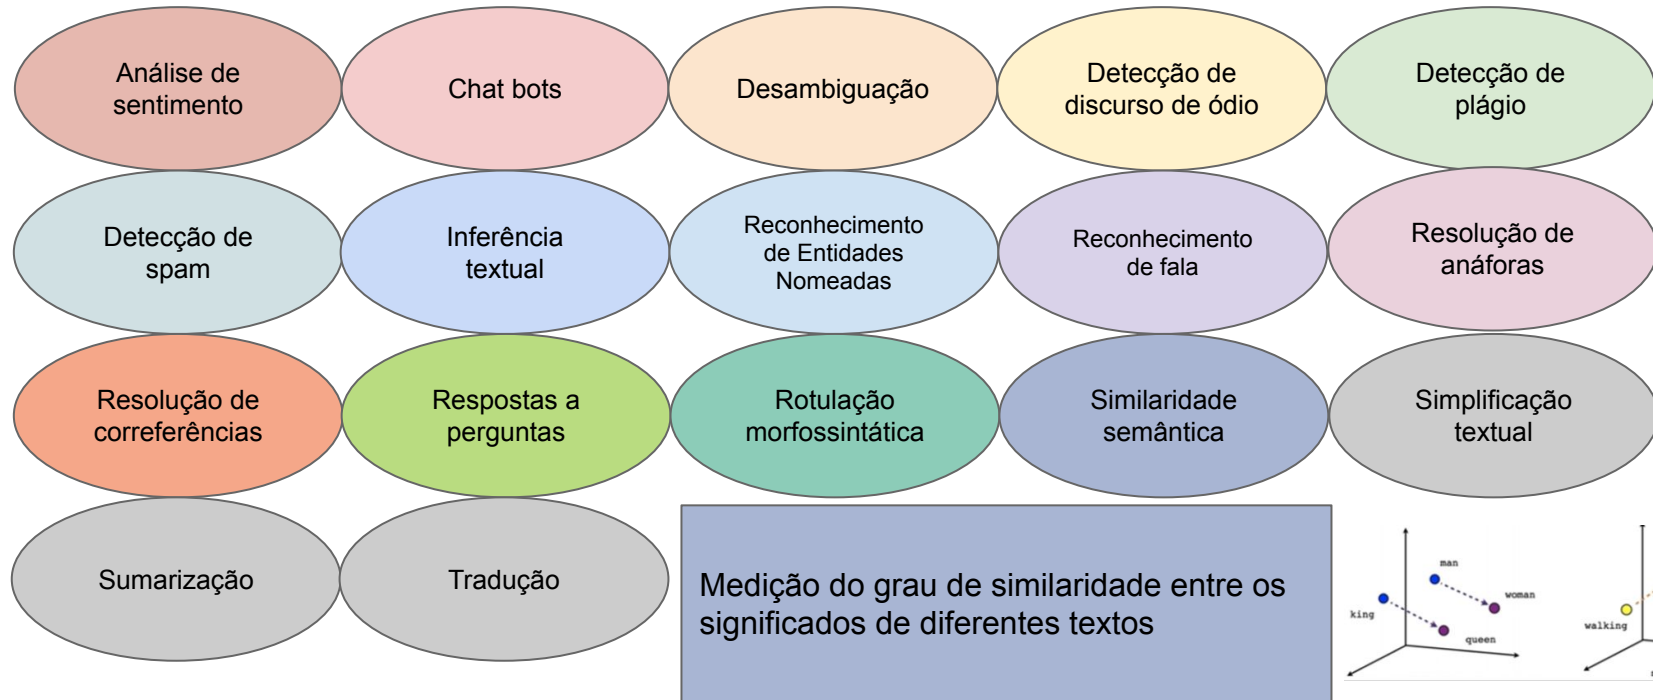 Análise de
sentimento
Chat bots
Desambiguação
Detecção de
discurso de ódio
Detecção de
plágio
Detecção de
spam
Inferência
textual
Reconhecimento
de Entidades
Nomeadas
Reconhecimento
de fala
Resolução de
anáforas
Resolução de
correferências
Respostas a
perguntas
Rotulação
morfossintática
Similaridade
semântica
Simplificação
textual
Sumarização
Tradução
Medição do grau de similaridade entre os
significados de diferentes textos
man
woman
king
queen
walking